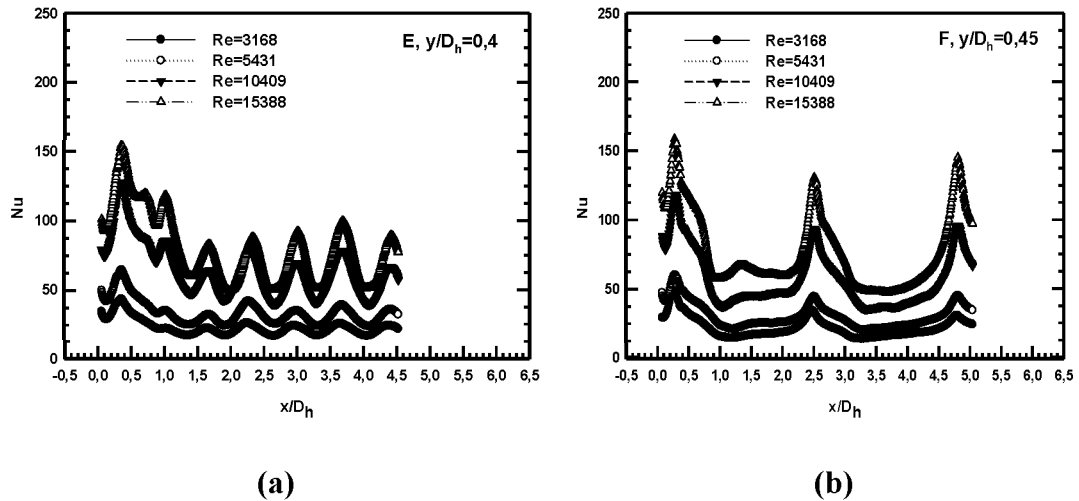 E, y/Dh=0,4
Re=3168
Re=5431
Re=10409
Re=15388
Nu
250
200
150
100
50
0
-0,5 0,0 0,5 1,0 1,5 2,0 2,5 3,0 3,5 4,0 4,5 5,0 5,5 6,0 6,5
x/Dh
(a)
F, y/Dh=0,45
Re=3168
Re=5431
Re=10409
Re=15388
Nu
250
200
150
100
50
0
-0,5 0,0 0,5 1,0 1,5 2,0 2,5 3,0 3,5 4,0 4,5 5,0 5,5 6,0 6,5
x/Dh
(b)